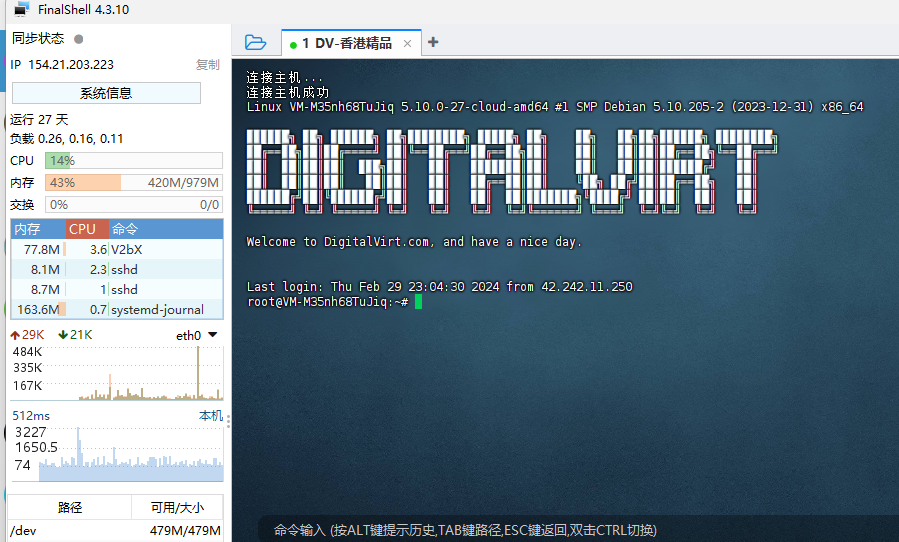 FinalShell 4.3.10
同步状态
IP 154.21.203.223 复制
系统信息
运行 27 天
负载 0.26, 0.16, 0.11
CPU 14%
内存 43% 420M/979M
交换 0% 0/0
内存 CPU 命令
77.8M 3.6 V2bX
8.1M 2.3 sshd
8.7M 1 sshd
163.6M 0.7 systemd-journal
29K 21K eth0
484K
335K
167K
512ms 本机
3227
1650.5
74
路径 可用/大小
/dev 479M/479M
1 DV-香港精品 × +
连接主机...
连接主机成功
Linux VM-M35nh68TuJiq 5.10.0-27-cloud-amd64 #1 SMP Debian 5.10.205-2 (2023-12-31) x86_64
DIGITALVIRT
Welcome to DigitalVirt.com, and have a nice day.
Last login: Thu Feb 29 23:04:30 2024 from 42.242.11.250
root@VM-M35nh68TuJiq:~#
命令输入 (按ALT键提示历史,TAB键路径,ESC键返回,双击CTRL切换)